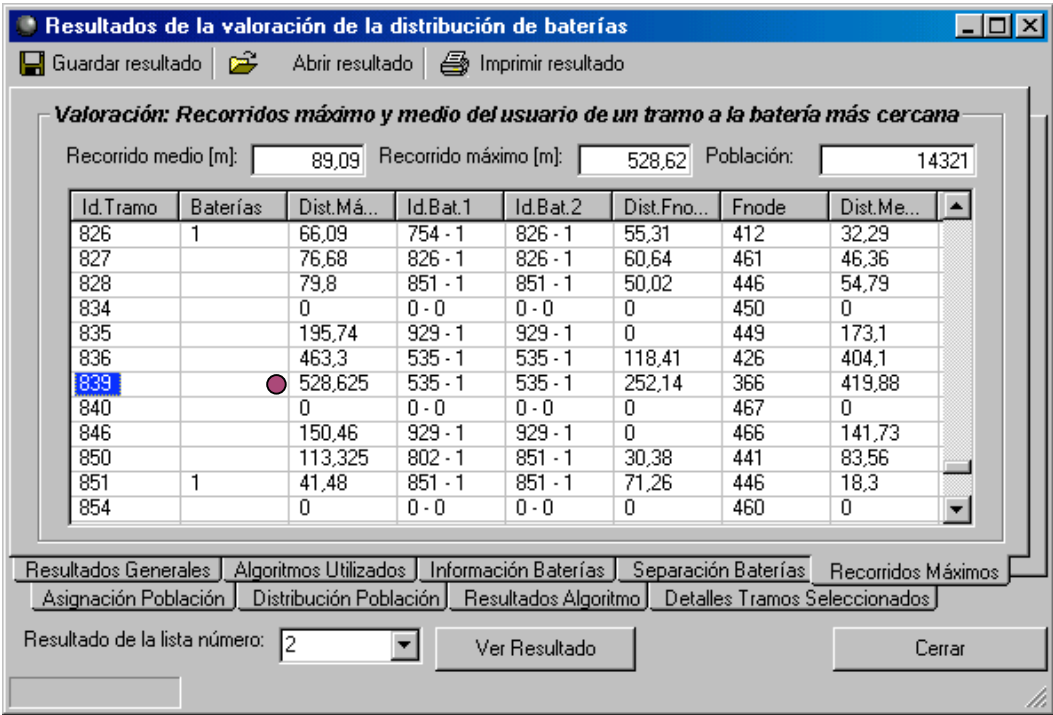 Resultados de la valoración de la distribución de baterías
Guardar resultado Abrir resultado Imprimir resultado
Valoración: Recorridos máximo y medio del usuario de un tramo a la batería más cercana
Recorrido medio [m]: 89,09 Recorrido máximo [m]: 528,62 Población: 14321
Id.Tramo Baterías Dist.Má... Id.Bat.1 Id.Bat.2 Dist.Fno... Fnode Dist.Me...
826 1 66,09 754 - 1 826 - 1 55,31 412 32,29
827 76,68 826 - 1 826 - 1 60,64 461 46,36
828 79,8 851 - 1 851 - 1 50,02 446 54,79
834 0 0 - 0 0 - 0 0 450 0
835 195,74 929 - 1 929 - 1 0 449 173,1
836 463,3 535 - 1 535 - 1 118,41 426 404,1
839 528,625 535 - 1 535 - 1 252,14 366 419,88
840 0 0 - 0 0 - 0 0 467 0
846 150,46 929 - 1 929 - 1 0 466 141,73
850 113,325 802 - 1 851 - 1 30,38 441 83,56
851 1 41,48 851 - 1 851 - 1 71,26 446 18,3
854 0 0 - 0 0 - 0 0 460 0
Resultados Generales Algoritmos Utilizados Información Baterías Separación Baterías Recorridos Máximos
Asignación Población Distribución Población Resultados Algoritmo Detalles Tramos Seleccionados
Resultado de la lista número: 2 Ver Resultado Cerrar